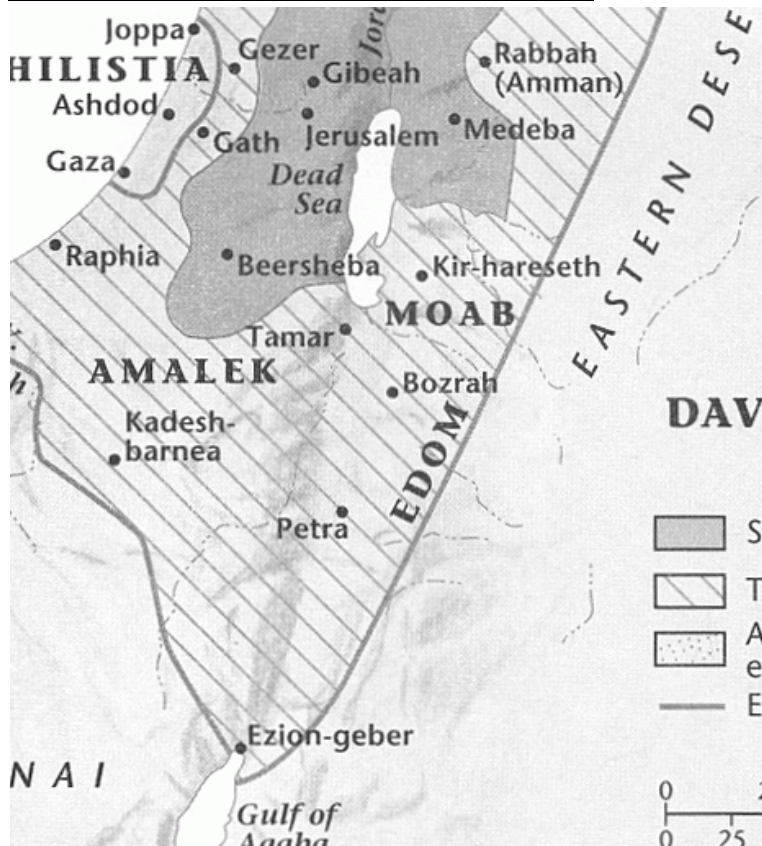 Joppa
Gezer
HILISTIA
Gibeah
Rabbah
(Amman)
Ashdod
Gath
Jerusalem
Medeba
Gaza
Dead
Sea
Raphia
Beersheba
Kir-hareseth
EASTERN DESE
MOAB
Tamar
AMALEK
Bozrah
Kadesh-
barnea
EDOM
Petra
DAV
S
T
A
e
E
Ezion-geber
NAI
Gulf of
Aqaba
0
0 25